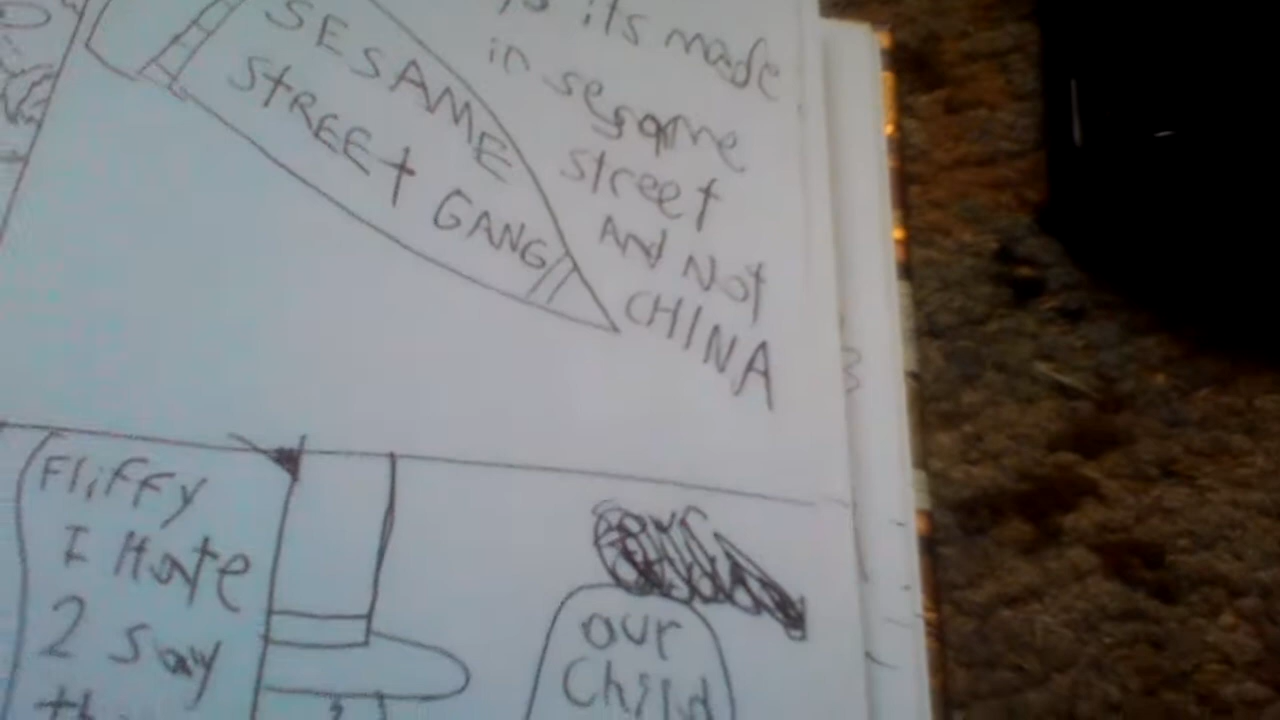 SESAME
STREET GANG
its made
in sesame
street
AND Not
CHINA
Fliffy
I Hate
2 say
our
Child